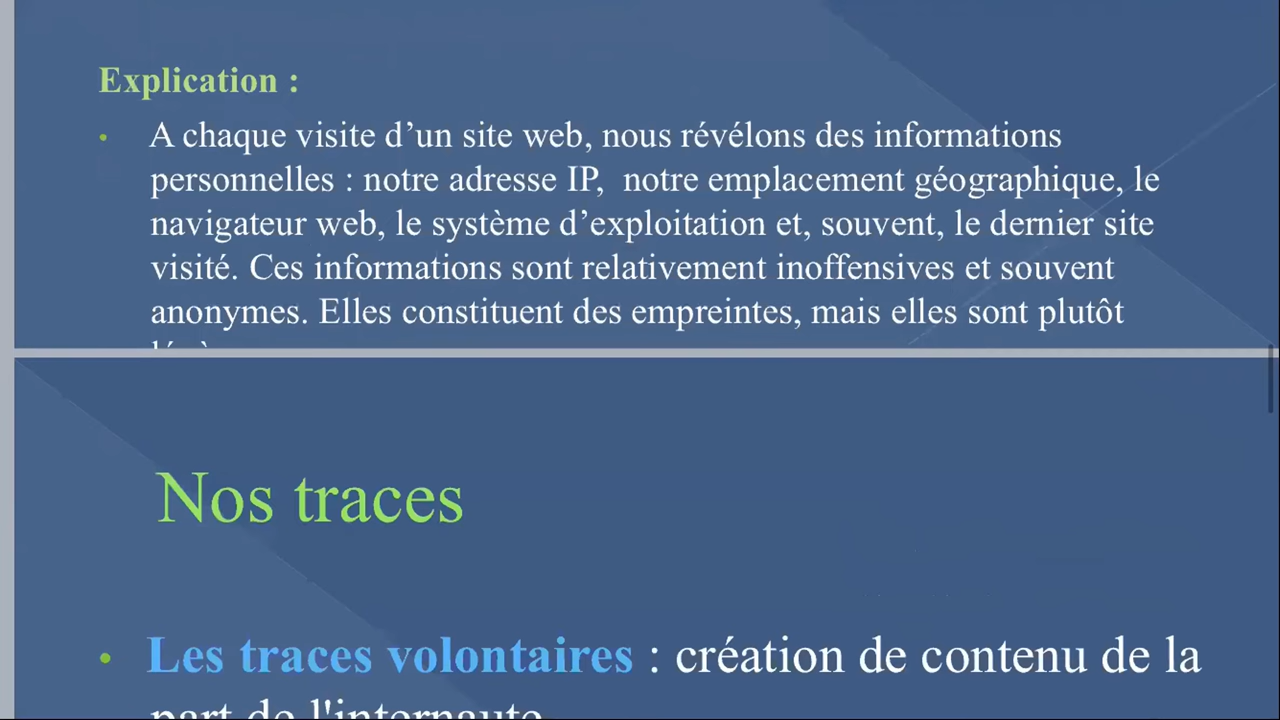 Explication :
• A chaque visite d’un site web, nous révélons des informations
personnelles : notre adresse IP,  notre emplacement géographique, le
navigateur web, le système d’exploitation et, souvent, le dernier site
visité. Ces informations sont relativement inoffensives et souvent
anonymes. Elles constituent des empreintes, mais elles sont plutôt
Nos traces
• Les traces volontaires : création de contenu de la
part de l'internaute